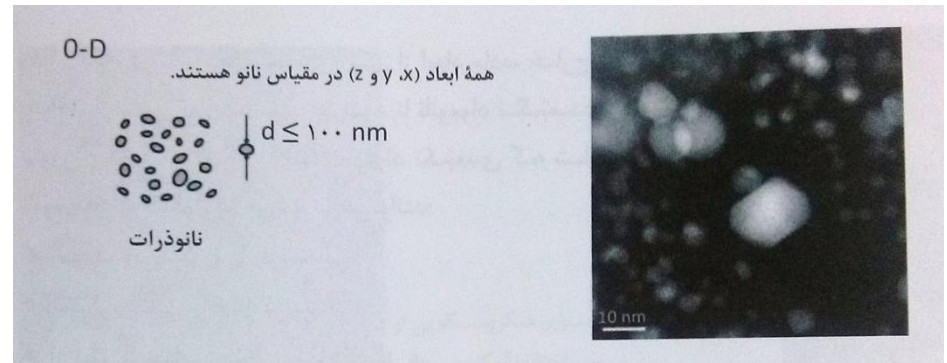 0-D
همهٔ ابعاد (x، y و z) در مقیاس نانو هستند.
d ≤ ۱۰۰ nm
نانوذرات
10 nm